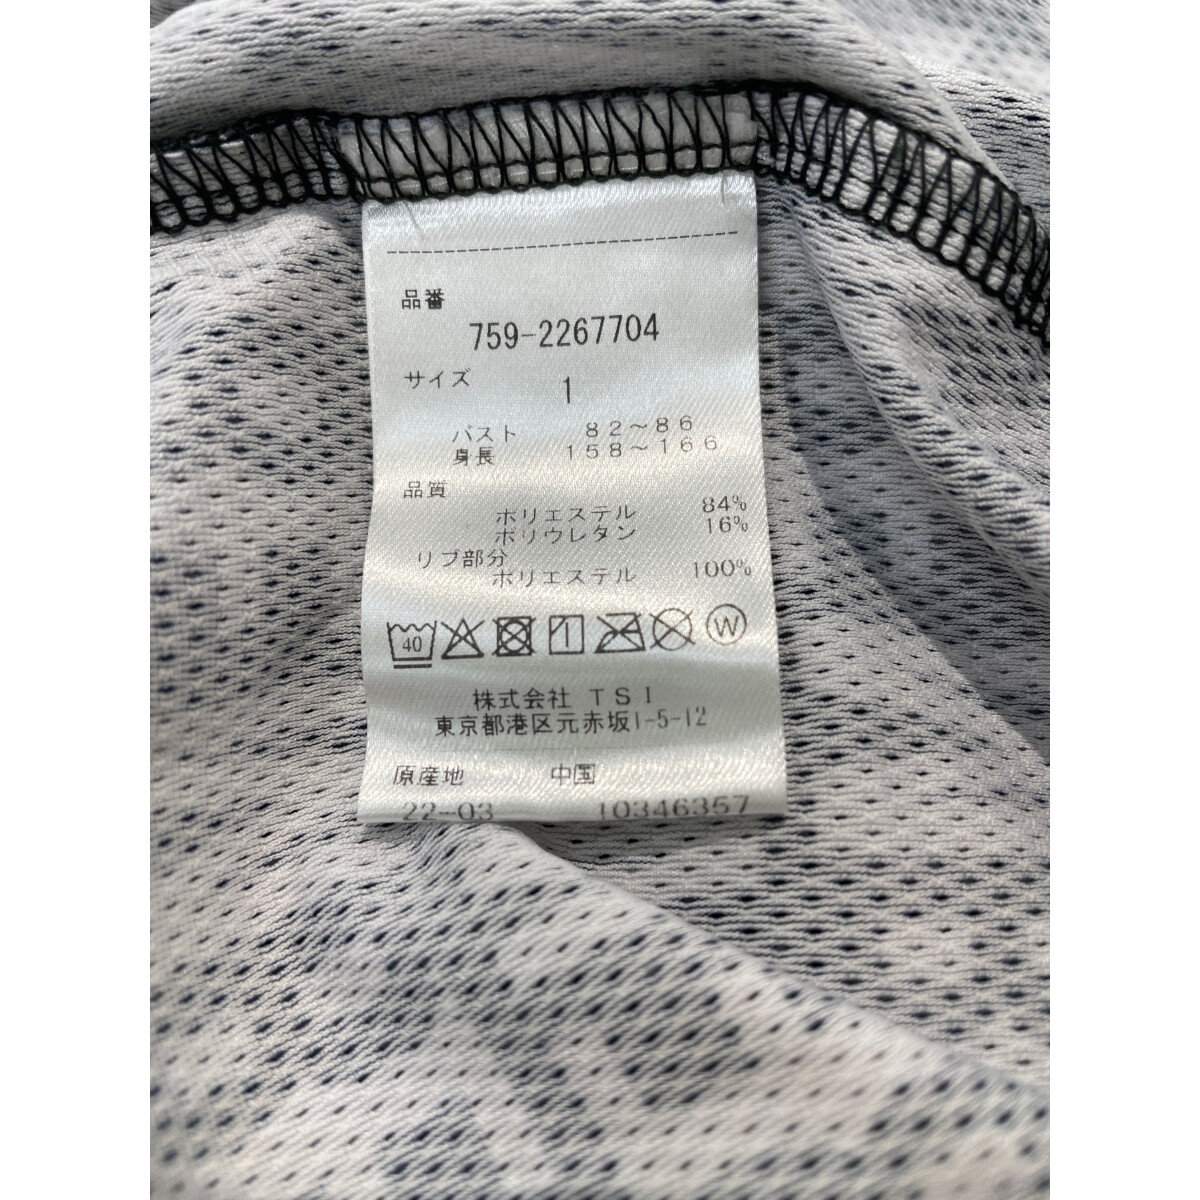 品番
759-2267704
サイズ 1
バスト 82～86
身長 158～166
品質
ポリエステル 84%
ポリウレタン 16%
リブ部分
ポリエステル 100%
40 W
株式会社 TSI
東京都港区元赤坂1-5-12
原産地 中国
22-03 10346357